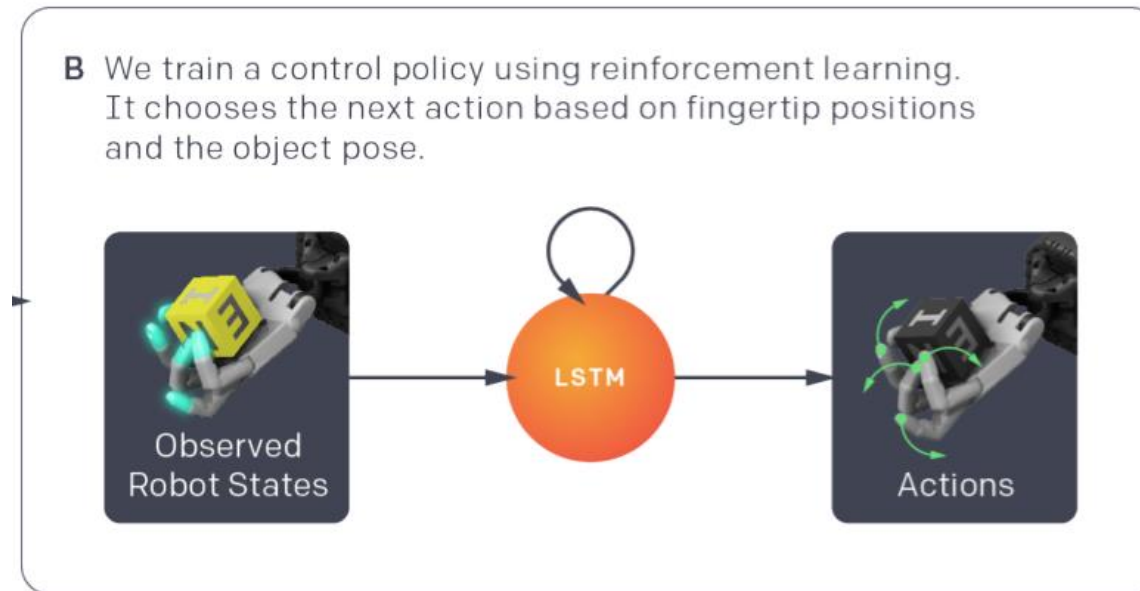 B We train a control policy using reinforcement learning.
It chooses the next action based on fingertip positions
and the object pose.
I
E
LSTM
I
E
Observed
Robot States
Actions